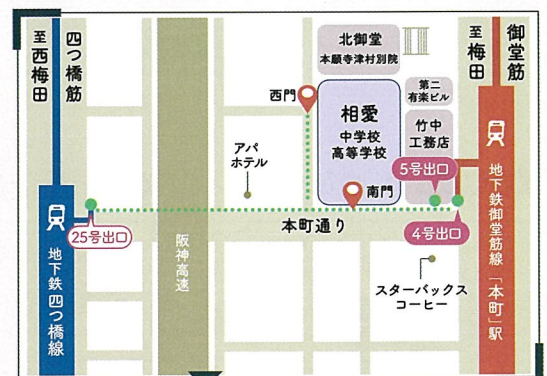 至西梅田
四つ橋筋
北御堂
本願寺津村別院
至梅田
御堂筋
西門
相愛
中学校
高等学校
第二
有楽ビル
竹中
工務店
アパ
ホテル
5号出口
南門
25号出口
本町通り
4号出口
地下鉄四つ橋線
阪神高速
スターバックス
コーヒー
地下鉄御堂筋線「本町」駅